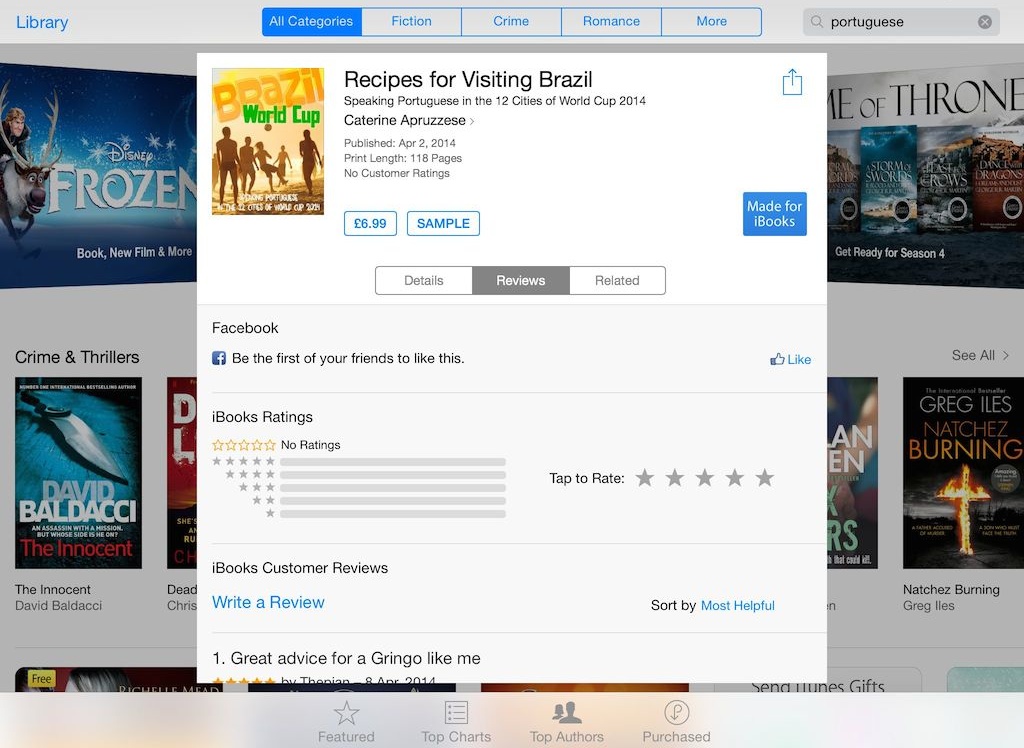 Library
All Categories
Fiction
Crime
Romance
More
portuguese
Brazil
World Cup
SPEAKING PORTUGUESE
IN THE 12 CITIES OF WORLD CUP 2014
Recipes for Visiting Brazil
Speaking Portuguese in the 12 Cities of World Cup 2014
Caterine Apruzzese >
Published: Apr 2, 2014
Print Length: 118 Pages
No Customer Ratings
£6.99
SAMPLE
Made for
iBooks
Disney
FROZEN
Book, New Film & More
ME OF THRONE
A STORM OF
SWORDS
FEAST FOR
CROWS
DANCE WITH
DRAGONS
Get Ready for Season 4
Details
Reviews
Related
Facebook
Be the first of your friends to like this.
Like
iBooks Ratings
No Ratings
Tap to Rate:
iBooks Customer Reviews
Write a Review
Sort by Most Helpful
1. Great advice for a Gringo like me
by Thepian – 8 Apr, 2014
Crime & Thrillers
See All >
NUMBER ONE INTERNATIONAL BESTSELLING AUTHOR
DAVID
BALDACCI
AN ASSASSIN WITH A MISSION.
BUT WHOSE SIDE IS HE ON?
The Innocent
The Innocent
David Baldacci
SHE'S
Dead
Chris
The International Bestseller
GREG ILES
NATCHEZ
BURNING
Amazing
A FATHER ACCUSED
OF MURDER.
A SON WHO MUST
FACE THE TRUTH
Natchez Burning
Greg Iles
Free
RICHELLE MEAD
Send iTunes Gifts
Featured
Top Charts
Top Authors
Purchased